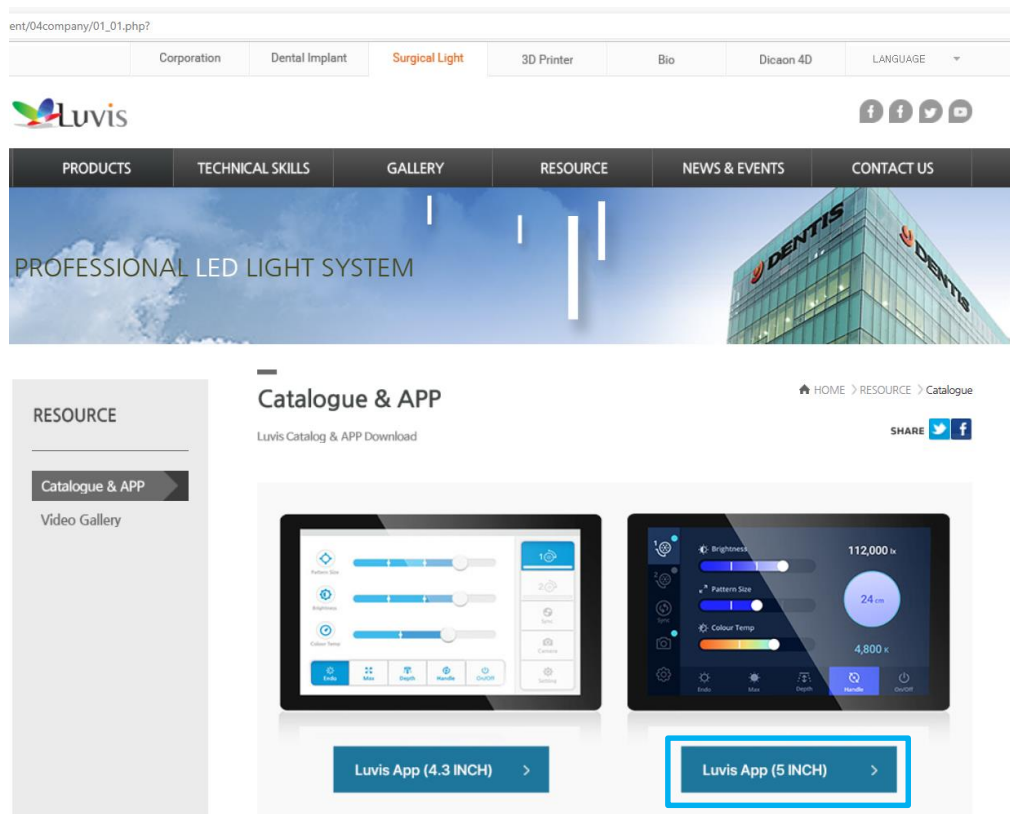 ent/04company/01_01.php?
Corporation Dental Implant Surgical Light 3D Printer Bio Dicaon 4D LANGUAGE
Luvis
PRODUCTS TECHNICAL SKILLS GALLERY RESOURCE NEWS & EVENTS CONTACT US
PROFESSIONAL LED LIGHT SYSTEM
DENTIS DENTIS
RESOURCE
Catalogue & APP
Video Gallery
Catalogue & APP
HOME > RESOURCE > Catalogue
Luvis Catalog & APP Download
SHARE
Pattern Size
Brightness
Colour Temp
1
2
Sync
Camera
Setting
Endo Max Depth Handle On/Off
1
2
Sync
Brightness
Pattern Size
Colour Temp
112,000 lx
24 cm
4,800 K
Endo Max Depth Handle On/Off
Luvis App (4.3 INCH) >
Luvis App (5 INCH) >